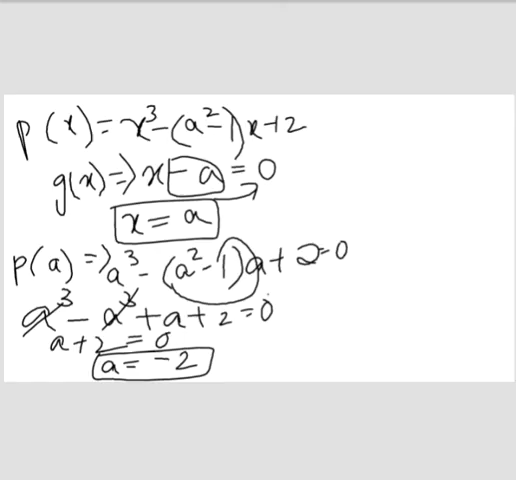 p(x) = x³ - (a² - 1)x + 2
g(x) => x - a = 0
x = a
p(a) => a³ - (a² - 1)a + 2 = 0
a³ - a³ + a + 2 = 0
a + 2 = 0
a = -2